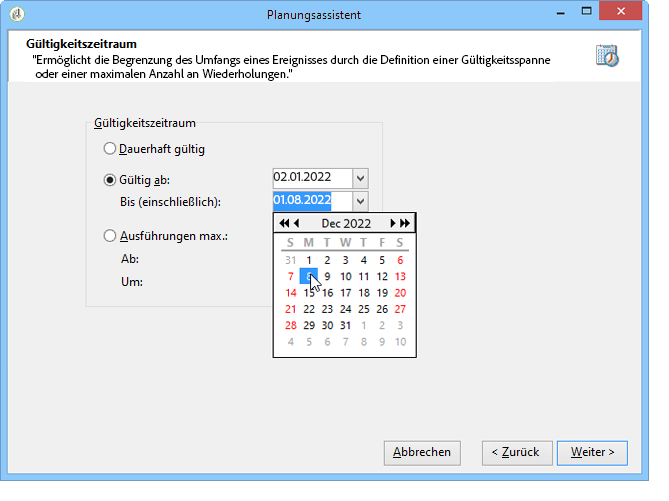 Planungsassistent
Gültigkeitszeitraum
"Ermöglicht die Begrenzung des Umfangs eines Ereignisses durch die Definition einer Gültigkeitsspanne
oder einer maximalen Anzahl an Wiederholungen."
Gültigkeitszeitraum
Dauerhaft gültig
Gültig ab: 02.01.2022
Bis (einschließlich): 01.08.2022
Dec 2022
S M T W T F S
31 1 2 3 4 5 6
7 8 9 10 11 12 13
14 15 16 17 18 19 20
21 22 23 24 25 26 27
28 29 30 31 1 2 3
4 5 6 7 8 9 10
Ausführungen max.:
Ab:
Um:
Abbrechen < Zurück Weiter >